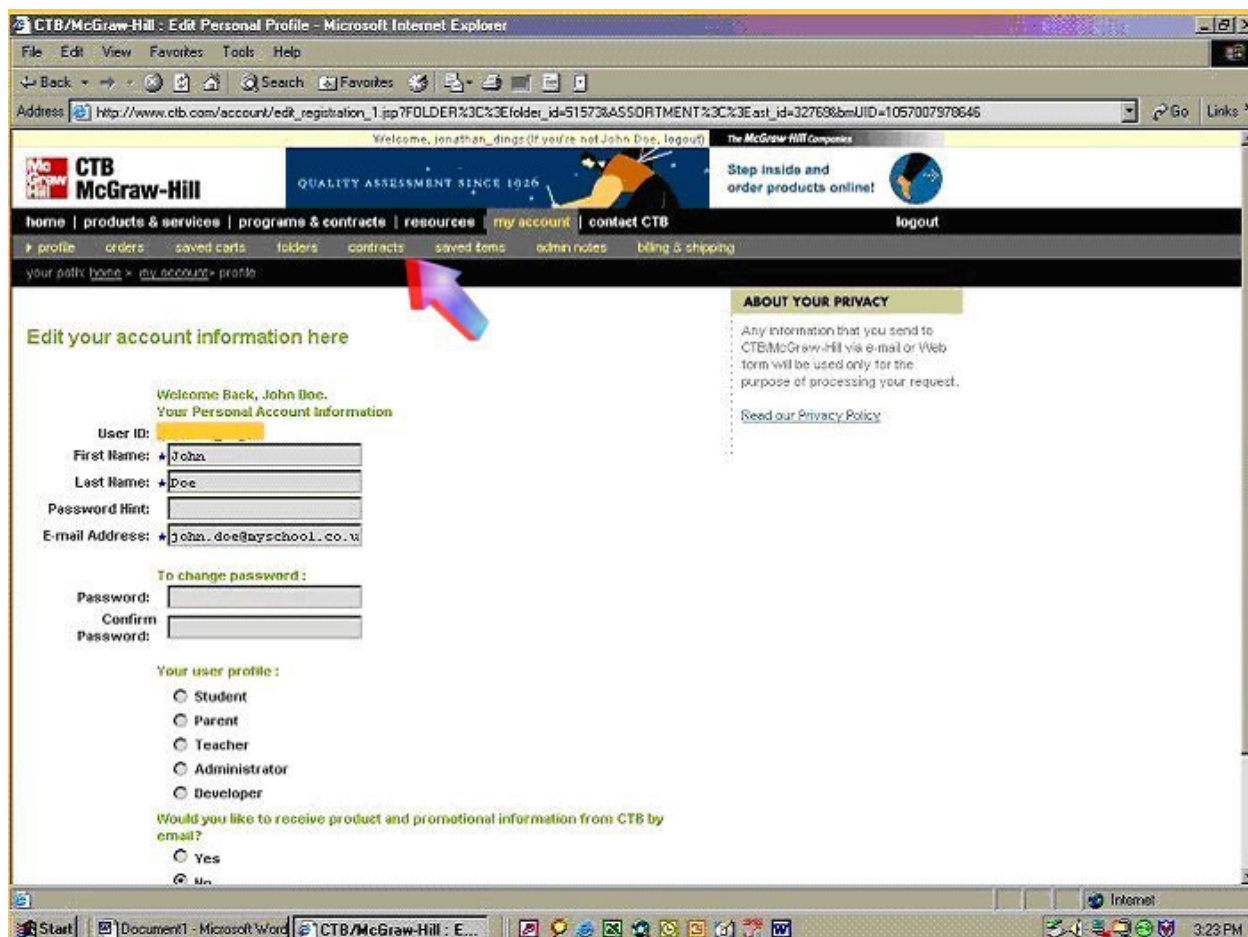 CTB/McGraw-Hill : Edit Personal Profile - Microsoft Internet Explorer
File Edit View Favorites Tools Help
Back Search Favorites
Address http://www.ctb.com/account/edit_registration_1.jsp?FOLDER%3C%3Efolder_id=51573&ASSORTMENT%3C%3East_id=32769&bmUID=1057007978646 Go Links
Welcome, jonathan_dings (If you're not John Doe, logout) The McGraw-Hill Companies
Mc Graw Hill CTB McGraw-Hill
QUALITY ASSESSMENT SINCE 1926
Step inside and order products online!
home | products & services | programs & contracts | resources | my account | contact CTB logout
profile orders saved carts folders contracts saved items admin notes billing & shipping
your path: home > my account> profile
ABOUT YOUR PRIVACY
Any information that you send to
CTB/McGraw-Hill via e-mail or Web
form will be used only for the
purpose of processing your request.
Read our Privacy Policy
Edit your account information here
Welcome Back, John Doe.
Your Personal Account Information
User ID:
First Name: John
Last Name: Doe
Password Hint:
E-mail Address: john.doe@myschool.co.u
To change password :
Password:
Confirm
Password:
Your user profile :
Student
Parent
Teacher
Administrator
Developer
Would you like to receive product and promotional information from CTB by
email?
Yes
No
Internet
Start Document1 - Microsoft Word CTB/McGraw-Hill : E... 3:23 PM